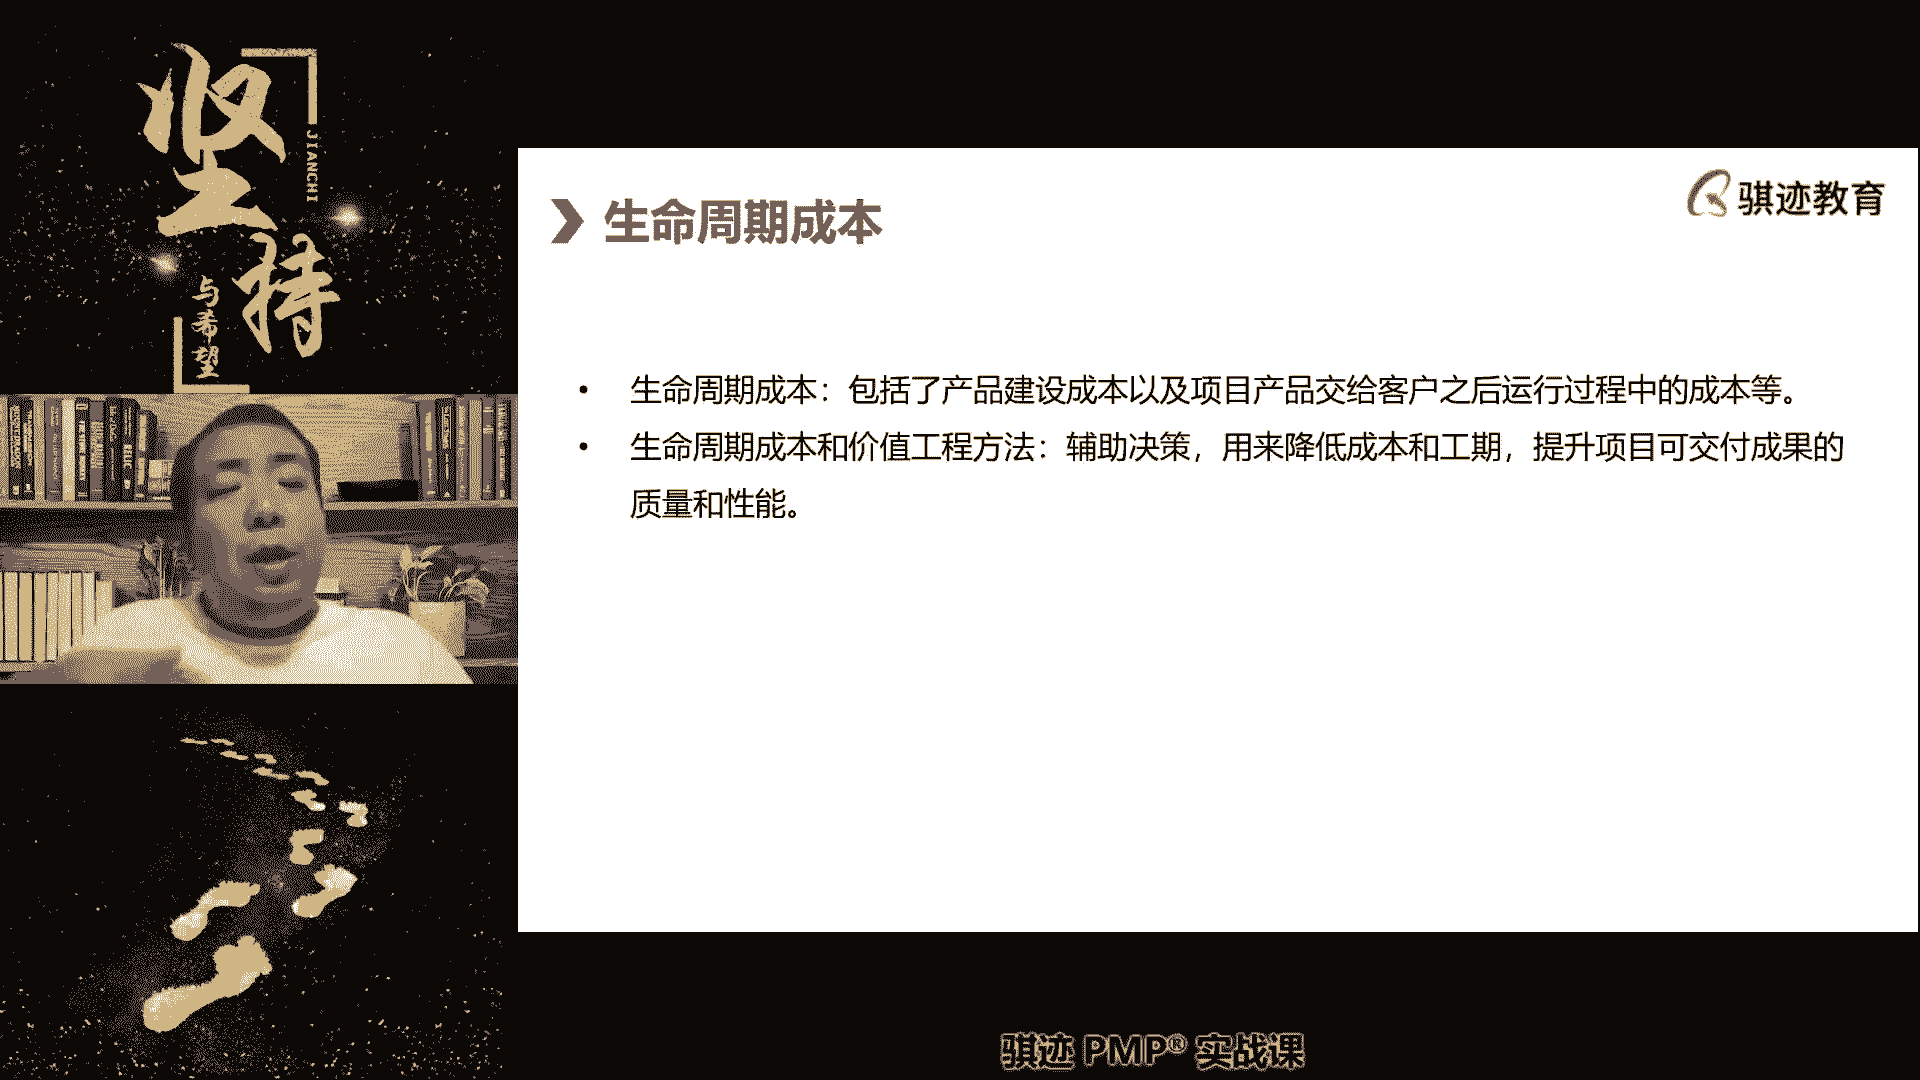 坚持
JIANCHI
与希望
骐迹教育
生命周期成本
• 生命周期成本：包括了产品建设成本以及项目产品交给客户之后运行过程中的成本等。
• 生命周期成本和价值工程方法：辅助决策，用来降低成本和工期，提升项目可交付成果的
质量和性能。
骐迹 PMP® 实战课